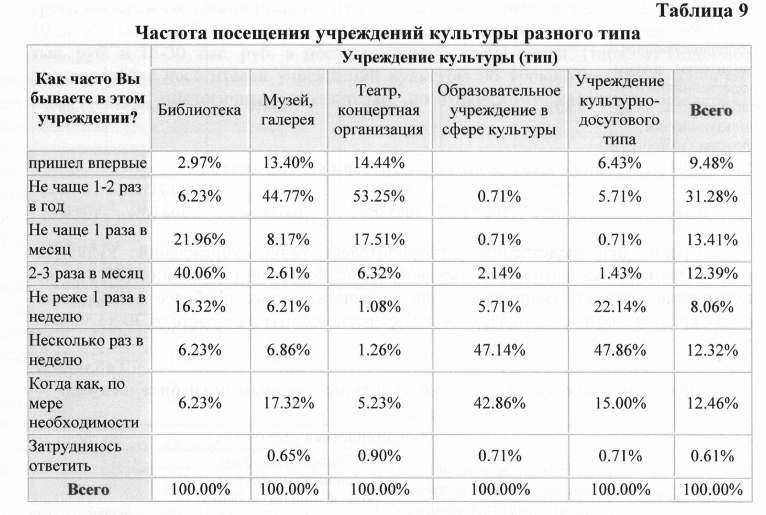 Таблица 9
Частота посещения учреждений культуры разного типа
Как часто Вы бываете в этом учреждении? Учреждение культуры (тип)
Библиотека Музей, галерея Театр, концертная организация Образовательное учреждение в сфере культуры Учреждение культурно-досугового типа Всего
пришел впервые 2.97% 13.40% 14.44% 6.43% 9.48%
Не чаще 1-2 раз в год 6.23% 44.77% 53.25% 0.71% 5.71% 31.28%
Не чаще 1 раза в месяц 21.96% 8.17% 17.51% 0.71% 0.71% 13.41%
2-3 раза в месяц 40.06% 2.61% 6.32% 2.14% 1.43% 12.39%
Не реже 1 раза в неделю 16.32% 6.21% 1.08% 5.71% 22.14% 8.06%
Несколько раз в неделю 6.23% 6.86% 1.26% 47.14% 47.86% 12.32%
Когда как, по мере необходимости 6.23% 17.32% 5.23% 42.86% 15.00% 12.46%
Затрудняюсь ответить 0.65% 0.90% 0.71% 0.71% 0.61%
Всего 100.00% 100.00% 100.00% 100.00% 100.00% 100.00%